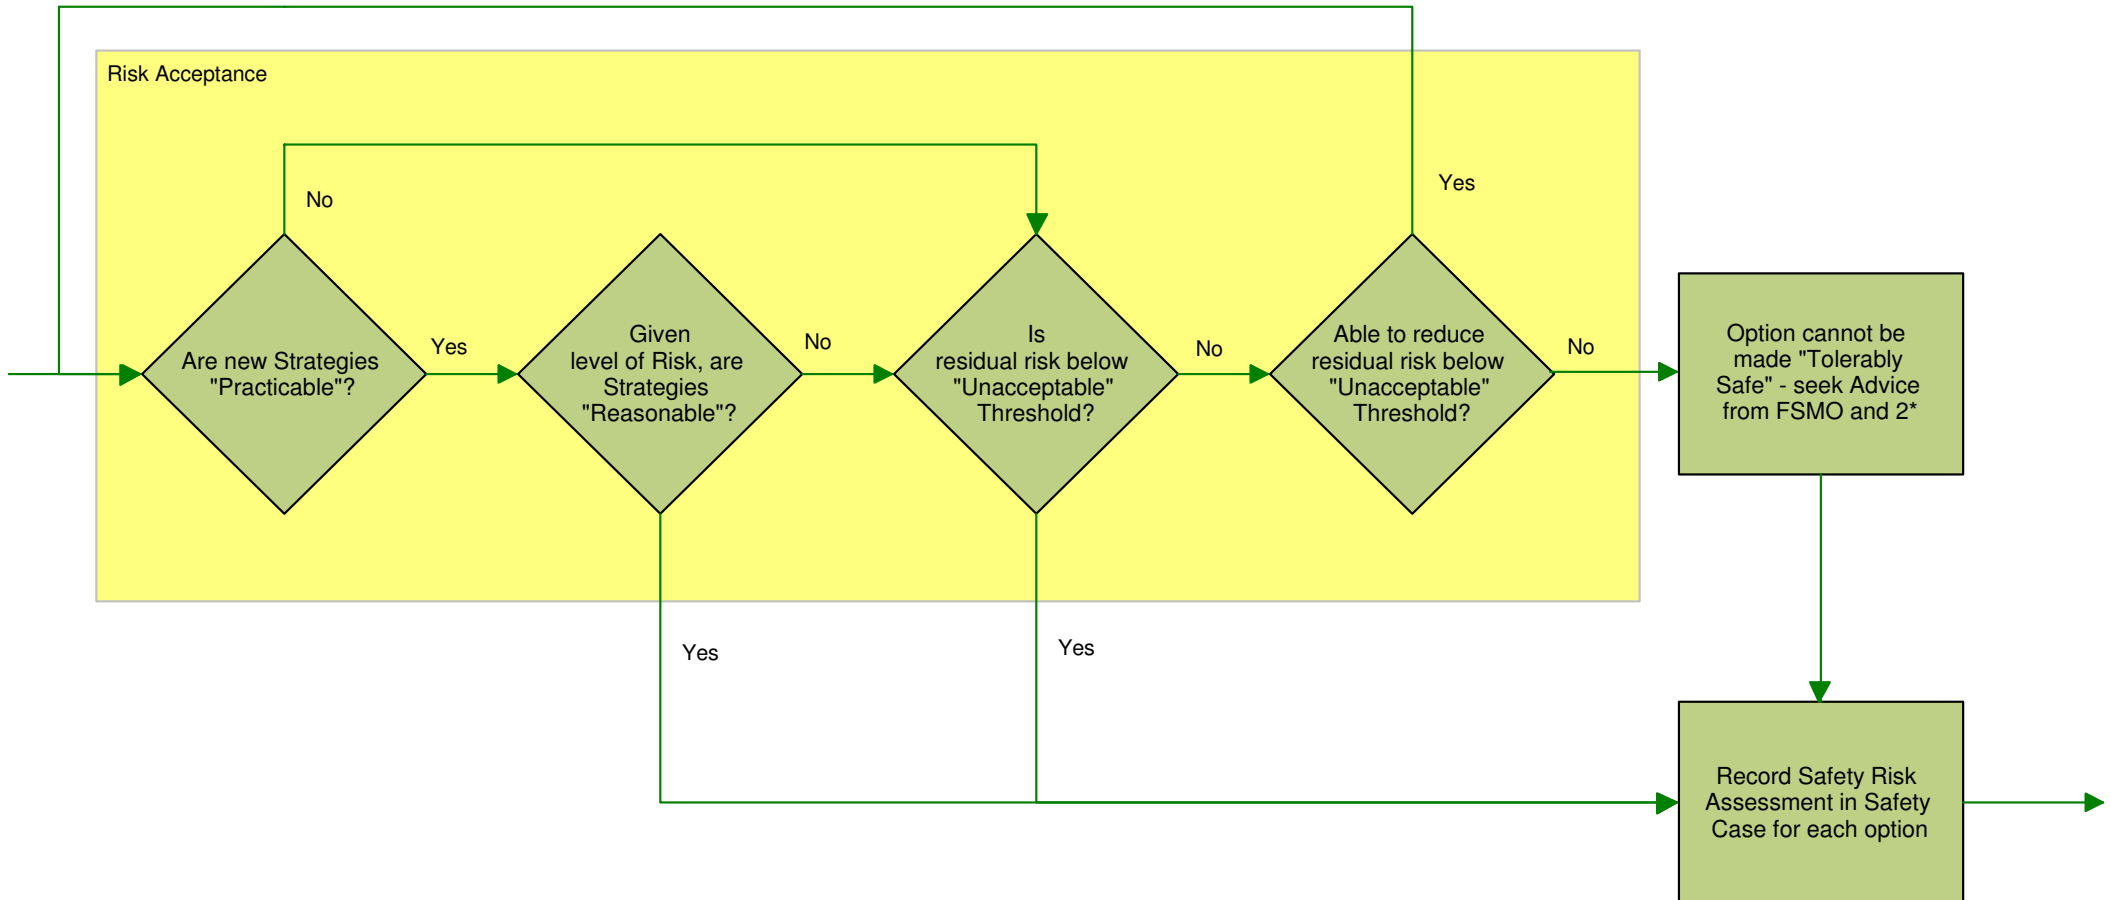 Risk Acceptance
No
Yes
Are new Strategies
"Practicable"?
Yes
Given
level of Risk, are
Strategies
"Reasonable"?
No
Is
residual risk below
"Unacceptable"
Threshold?
No
Able to reduce
residual risk below
"Unacceptable"
Threshold?
No
Option cannot be
made "Tolerably
Safe" - seek Advice
from FSMO and 2*
Yes
Yes
Record Safety Risk
Assessment in Safety
Case for each option